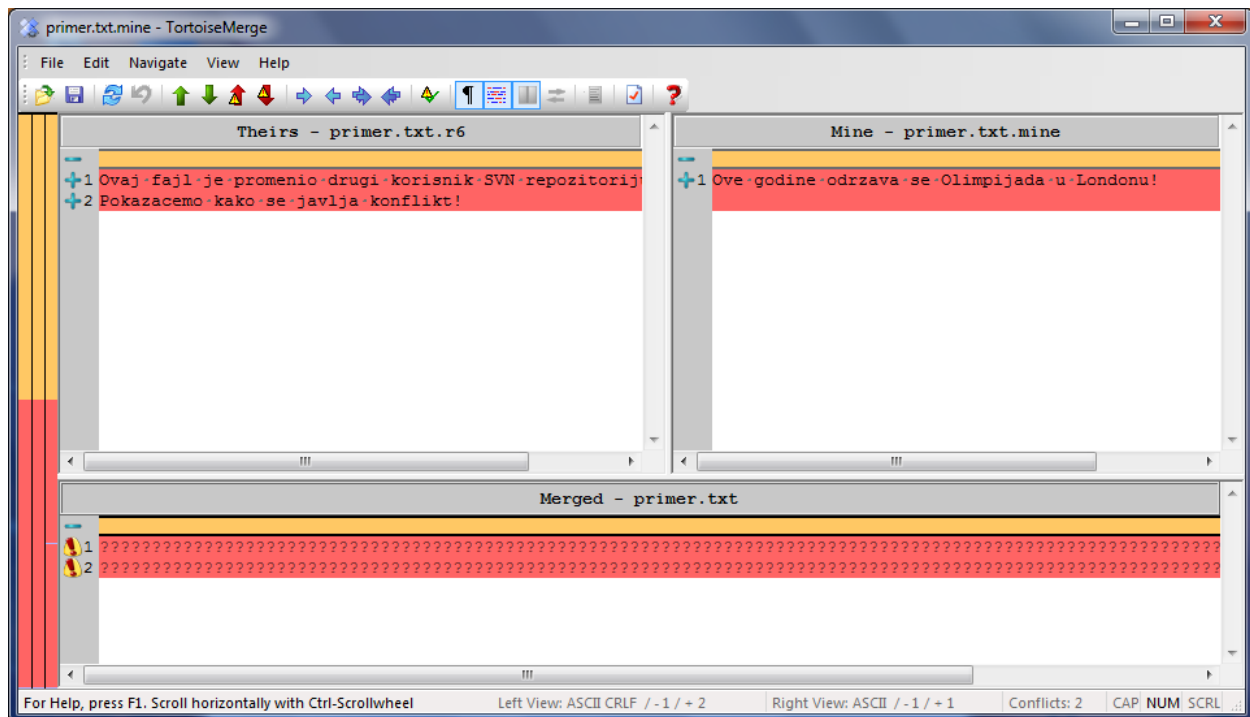 primer.txt.mine - TortoiseMerge
File Edit Navigate View Help
Theirs - primer.txt.r6
1 Ovaj fajl je promenio drugi korisnik SVN
2 Pokazacemo kako se javlja konflikt!
Mine - primer.txt.mine
1 Ove godine odrzava se Olimpijada u Londonu!
Merged - primer.txt
1 ???????????????????????????????????????????????????????????????????????????????????????????????????????????
2 ???????????????????????????????????????????????????????????????????????????????????????????????????????????
For Help, press F1. Scroll horizontally with Ctrl-Scrollwheel Left View: ASCII CRLF / -1 / +2 Right View: ASCII / -1 / +1 Conflicts: 2 CAP NUM SCRL